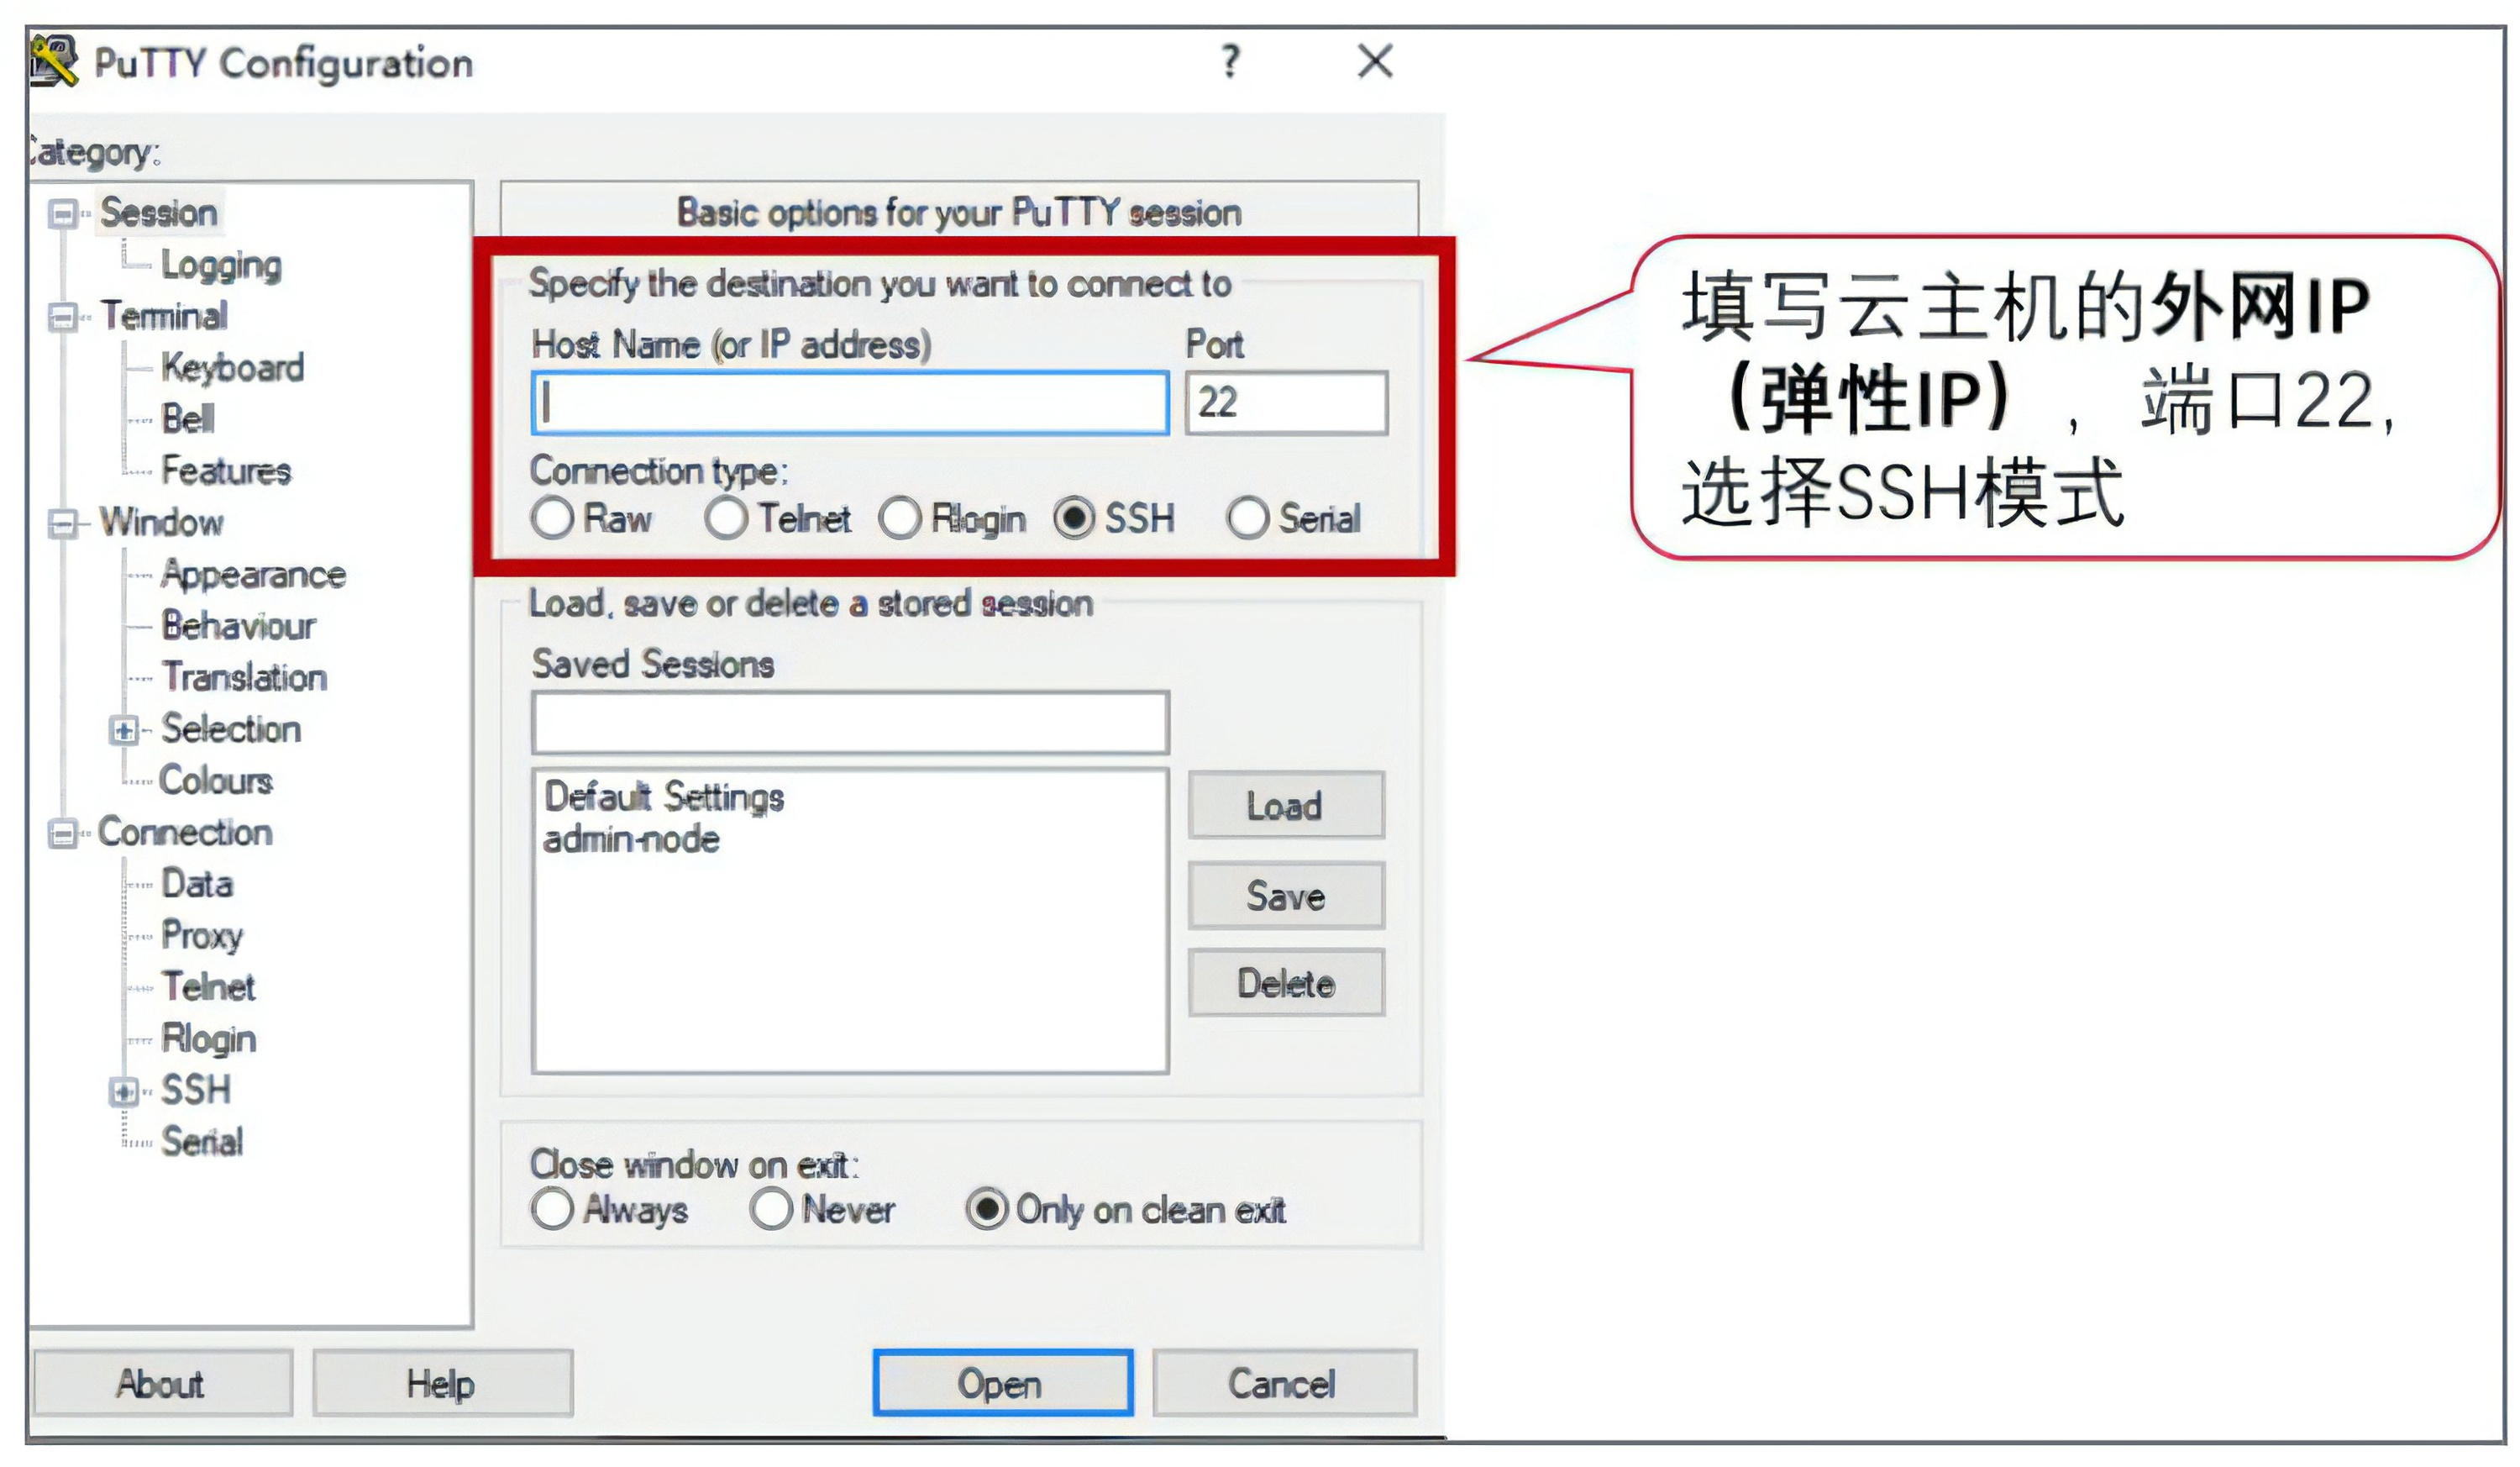 PuTTY Configuration
?
Category:
Session
Logging
Terminal
Keyboard
Bell
Features
Window
Appearance
Behaviour
Translation
Selection
Colours
Connection
Data
Proxy
Telnet
Rlogin
SSH
Serial
Basic options for your PuTTY session
Specify the destination you want to connect to
Host Name (or IP address) Port
22
Connection type:
Raw Telnet Rlogin SSH Serial
Load, save or delete a stored session
Saved Sessions
Default Settings
admin-node
Load
Save
Delete
Close window on exit:
Always Never Only on clean exit
About Help Open Cancel
填写云主机的外网IP
（弹性IP），端口22，
选择SSH模式